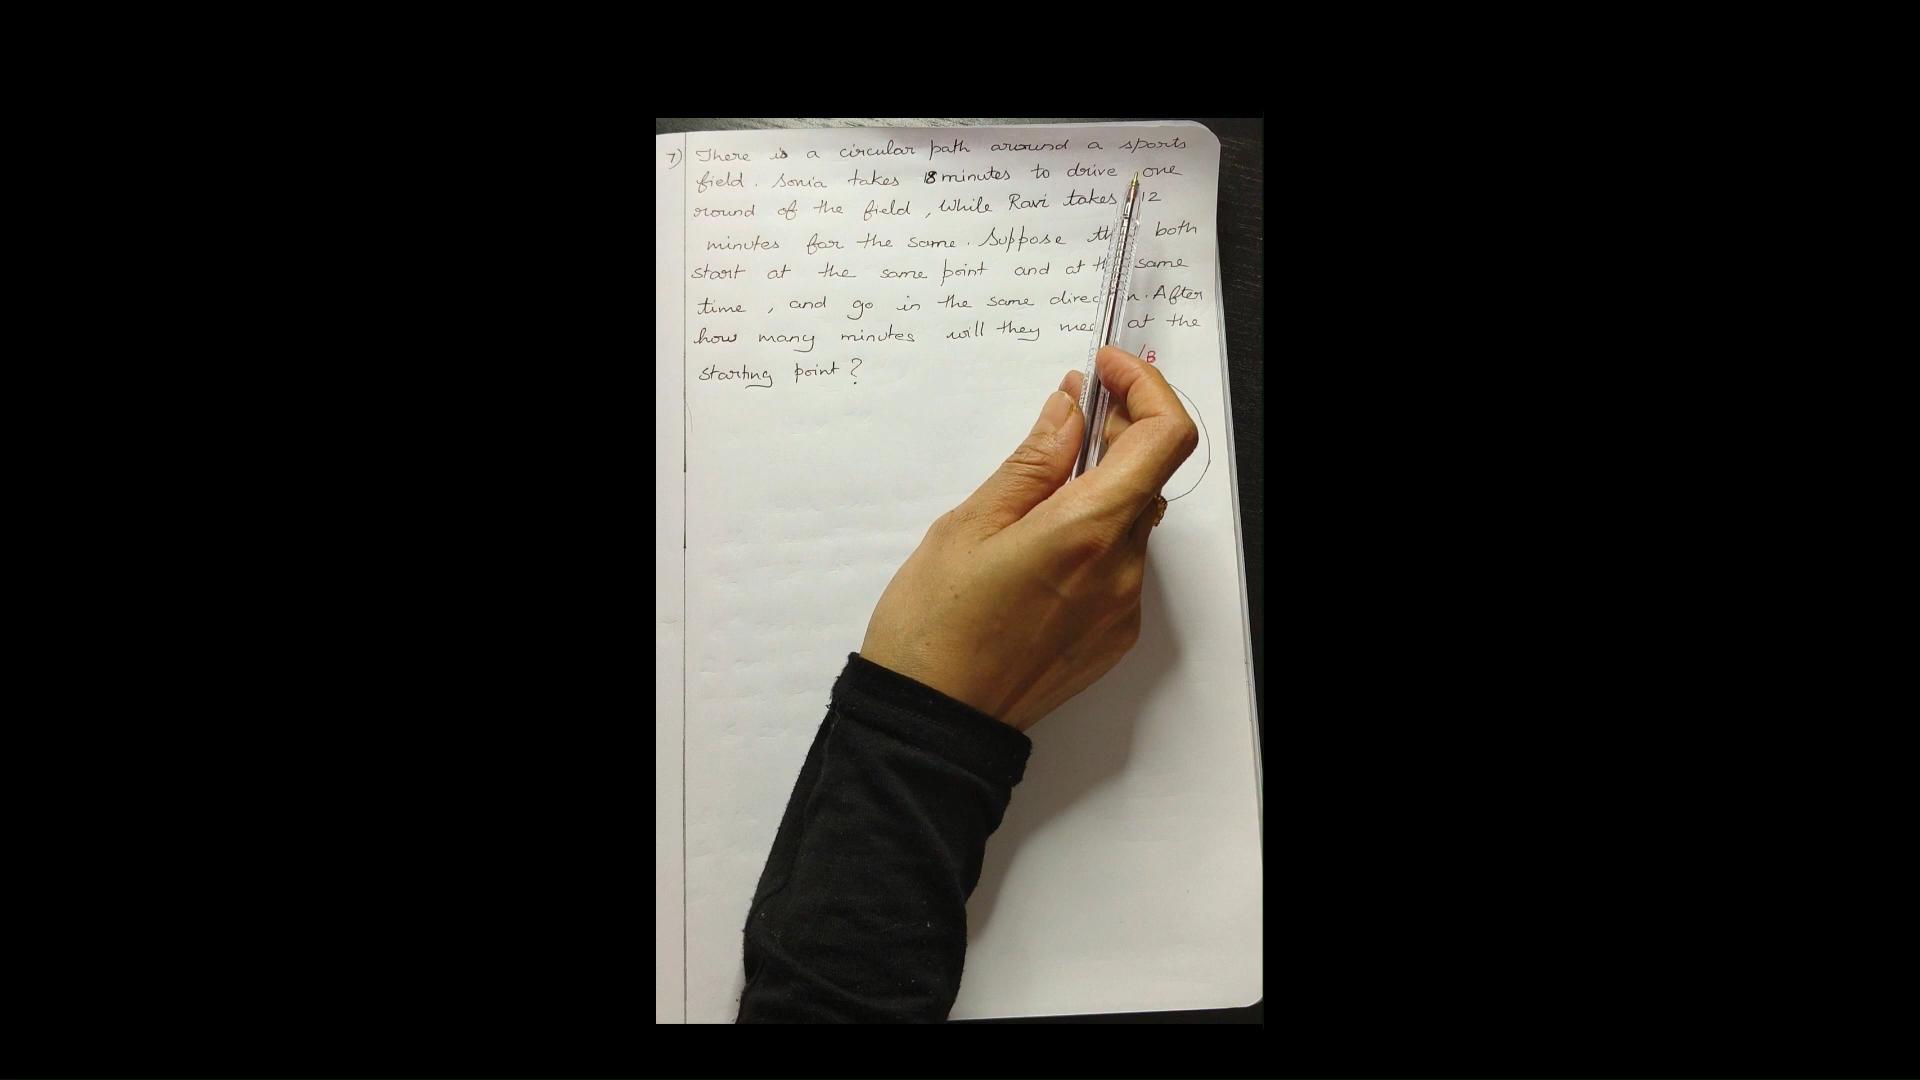 7) There is a circular path around a sports
field. Sonia takes 18 minutes to drive one
round of the field, While Ravi takes 12
minutes for the same. Suppose both
start at the same point and at same
time, and go in the same After
how many minutes will they at the
starting point?
/B